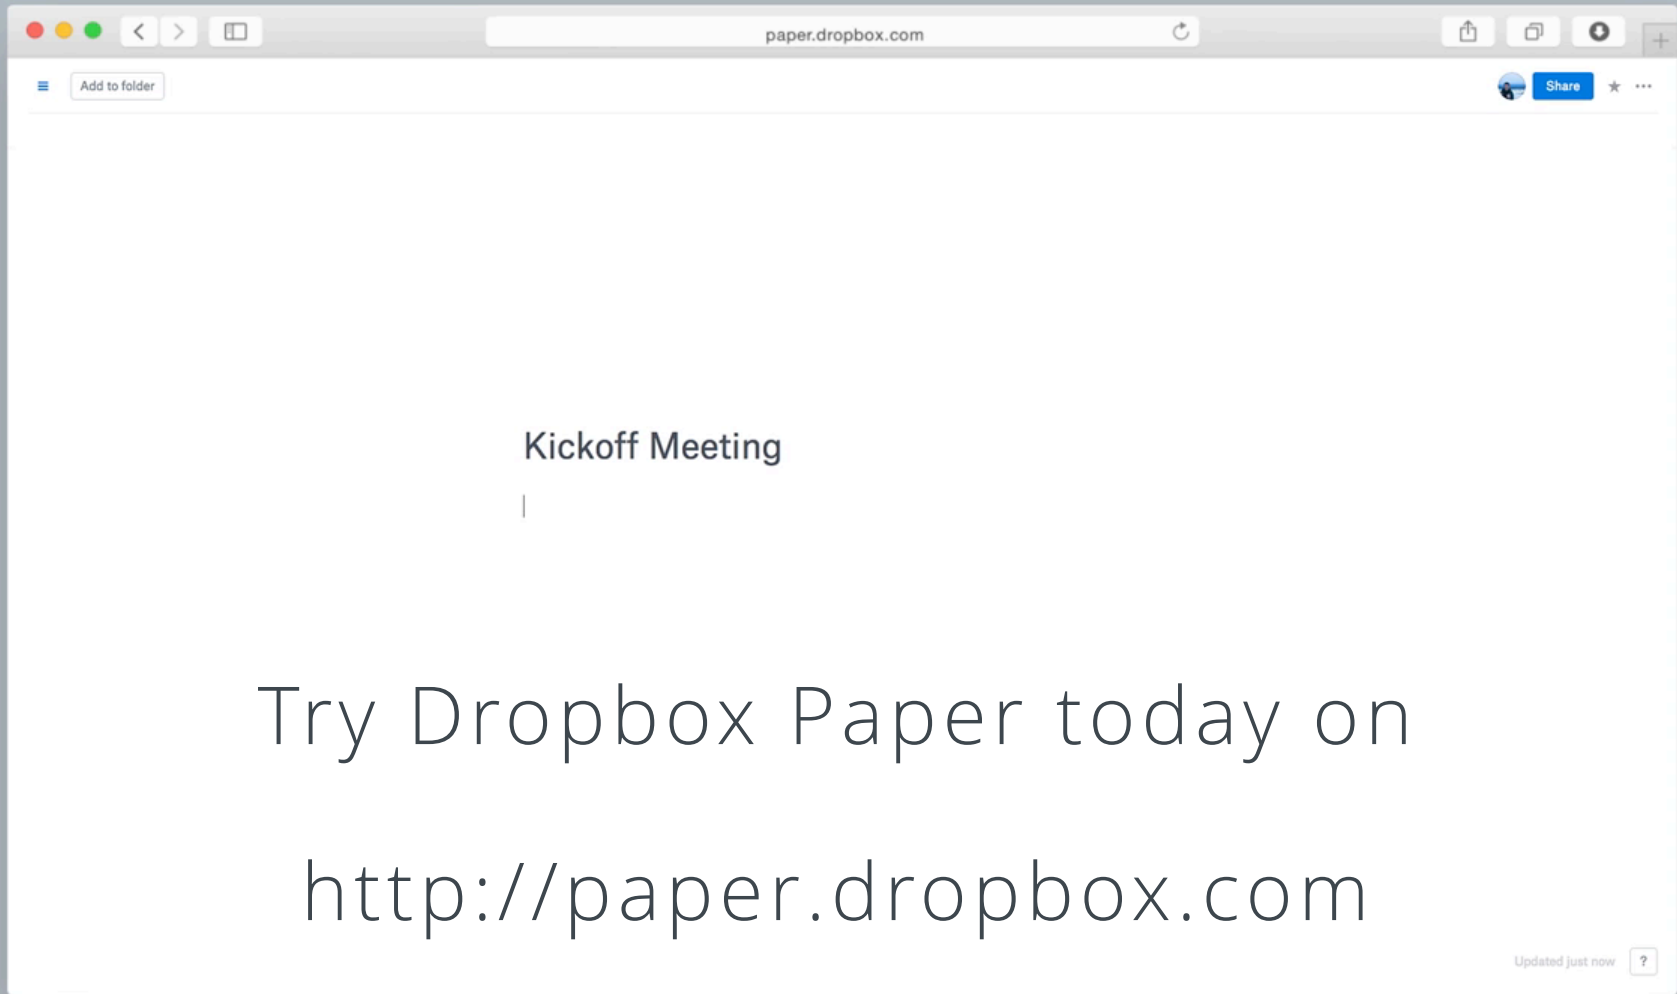 paper.dropbox.com
Add to folder
Share
Kickoff Meeting
Try Dropbox Paper today on
http://paper.dropbox.com
Updated just now
?